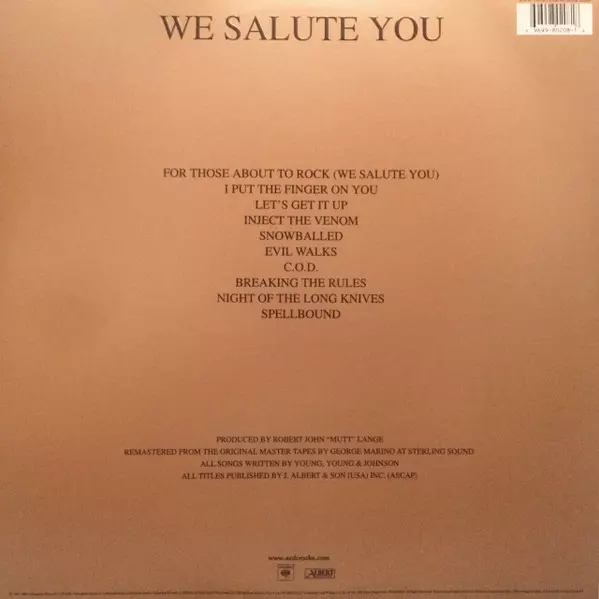 WE SALUTE YOU
FOR THOSE ABOUT TO ROCK (WE SALUTE YOU)
I PUT THE FINGER ON YOU
LET'S GET IT UP
INJECT THE VENOM
SNOWBALLED
EVIL WALKS
C.O.D.
BREAKING THE RULES
NIGHT OF THE LONG KNIVES
SPELLBOUND
PRODUCED BY ROBERT JOHN "MUTT" LANGE
REMASTERED FROM THE ORIGINAL MASTER TAPES BY GEORGE MARINO AT STERLING SOUND
ALL SONGS WRITTEN BY YOUNG, YOUNG & JOHNSON
ALL TITLES PUBLISHED BY J. ALBERT & SON (USA) INC. (ASCAP)
www.acdcrocks.com
ALBERT